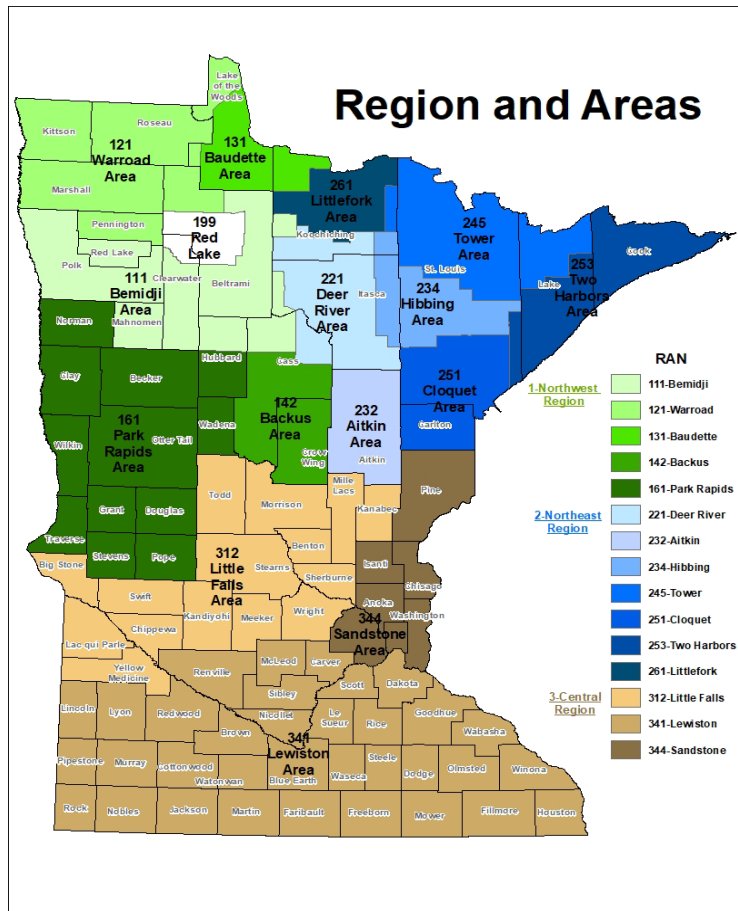 Region and Areas
Lake
of the
Woods
Kittson
Roseau
121
Warroad
Area
131
Baudette
Area
Marshall
261
Littlefork
Area
199
Red
Lake
245
Tower
Area
Pennington
Koochiching
Red Lake
Polk
Clearwater
Beltrami
111
Bemidji
Area
Mahnomen
221
Deer
River
Area
Itasca
St. Louis
234
Hibbing
Area
Lake
Cook
253
Two
Harbors
Area
Norman
Hubbard
Cass
Clay
Becker
251
Cloquet
Area
Carlton
142
Backus
Area
232
Aitkin
Area
Aitkin
161
Park
Rapids
Area
Wadena
Otter Tail
Wilkin
Crow
Wing
Mille
Lacs
Kanabec
Pine
Todd
Morrison
Grant
Douglas
Traverse
Stevens
Pope
Benton
Isanti
Big Stone
312
Little
Falls
Area
Stearns
Sherburne
Chisago
Swift
Anoka
Washington
Kandiyohi
Meeker
Wright
Chippewa
344
Sandstone
Area
Lac qui Parle
Yellow
Medicine
Renville
McLeod
Carver
Scott
Dakota
Sibley
Lincoln
Lyon
Redwood
Nicollet
Le
Sueur
Rice
Goodhue
Wabasha
Brown
341
Lewiston
Area
Pipestone
Murray
Cottonwood
Watonwan
Blue Earth
Waseca
Steele
Dodge
Olmsted
Winona
Rock
Nobles
Jackson
Martin
Faribault
Freeborn
Mower
Fillmore
Houston
RAN
1-Northwest
Region
111-Bemidji
121-Warroad
131-Baudette
142-Backus
161-Park Rapids
2-Northeast
Region
221-Deer River
232-Aitkin
234-Hibbing
245-Tower
251-Cloquet
253-Two Harbors
261-Littlefork
3-Central
Region
312-Little Falls
341-Lewiston
344-Sandstone